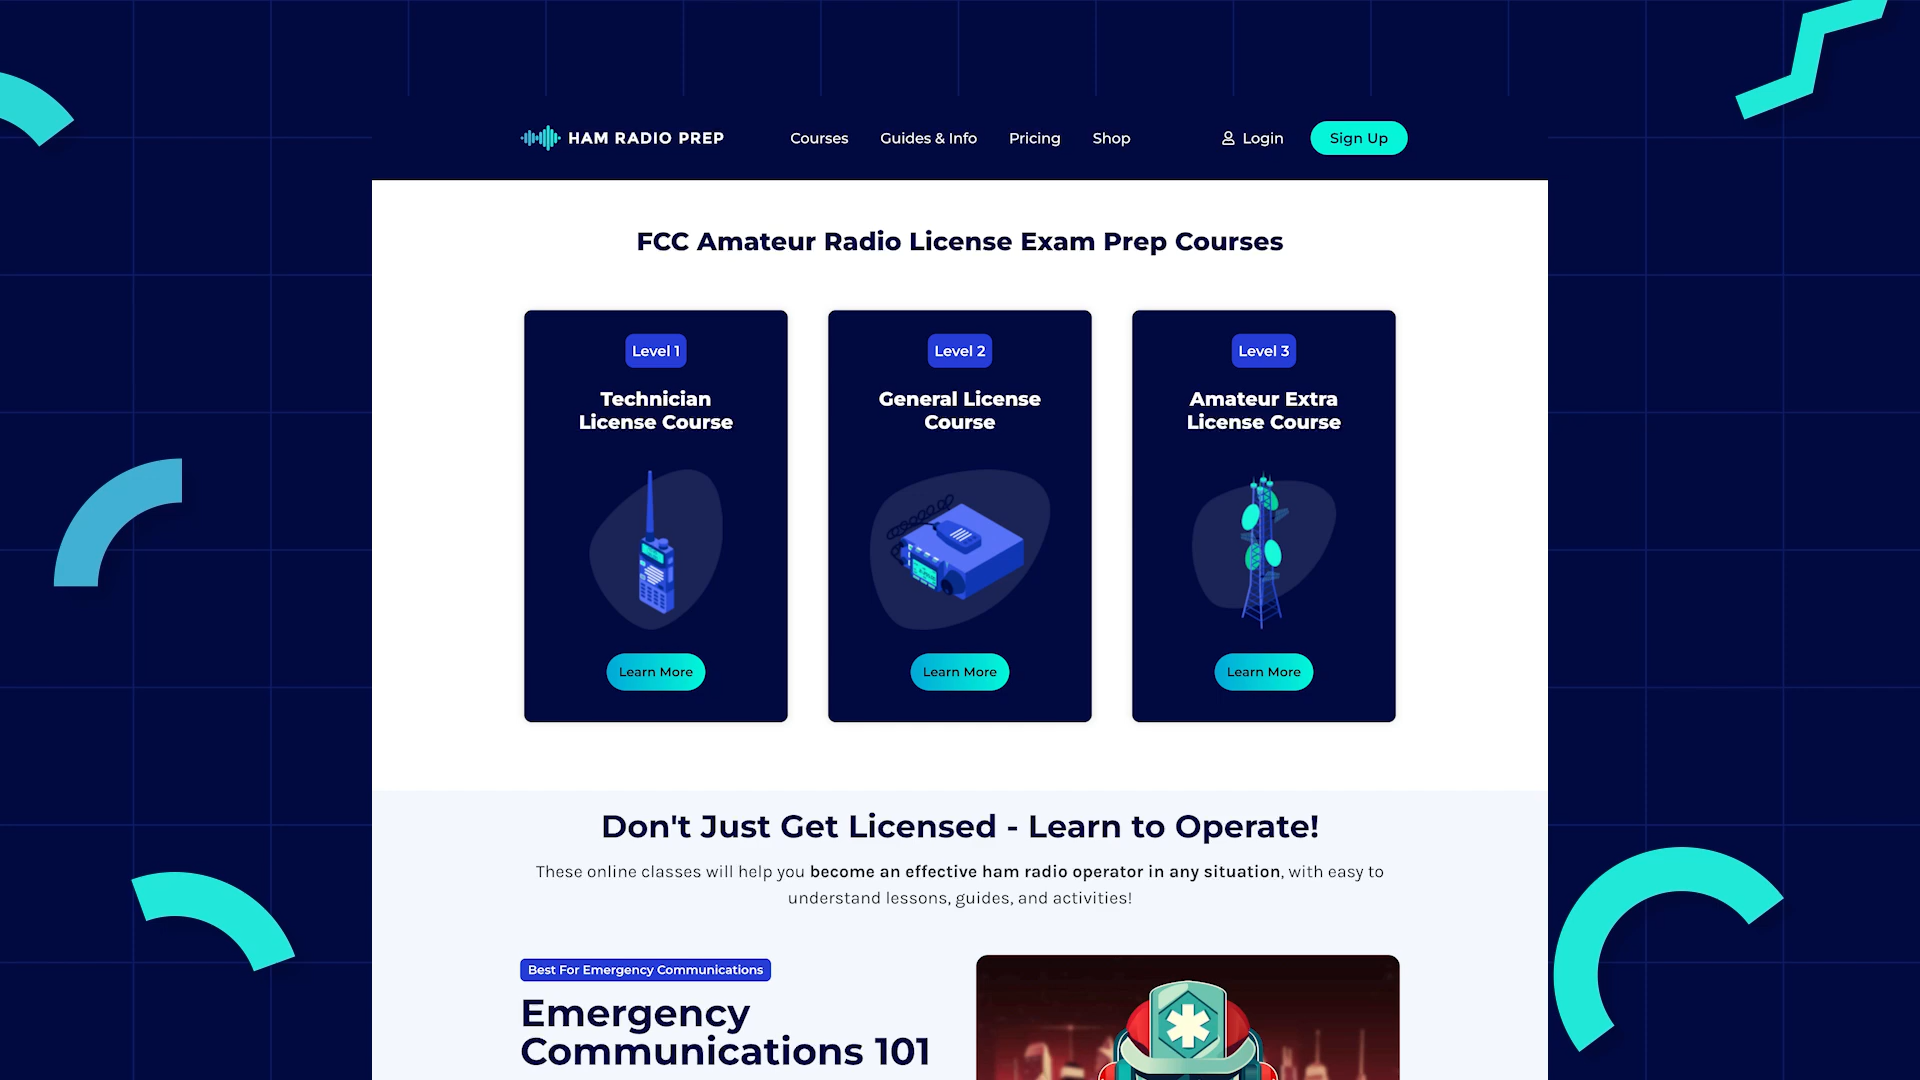 HAM RADIO PREP
Courses
Guides & Info
Pricing
Shop
Login
Sign Up
FCC Amateur Radio License Exam Prep Courses
Level 1
Technician
License Course
Learn More
Level 2
General License
Course
Learn More
Level 3
Amateur Extra
License Course
Learn More
Don't Just Get Licensed - Learn to Operate!
These online classes will help you become an effective ham radio operator in any situation, with easy to
understand lessons, guides, and activities!
Best For Emergency Communications
Emergency
Communications 101